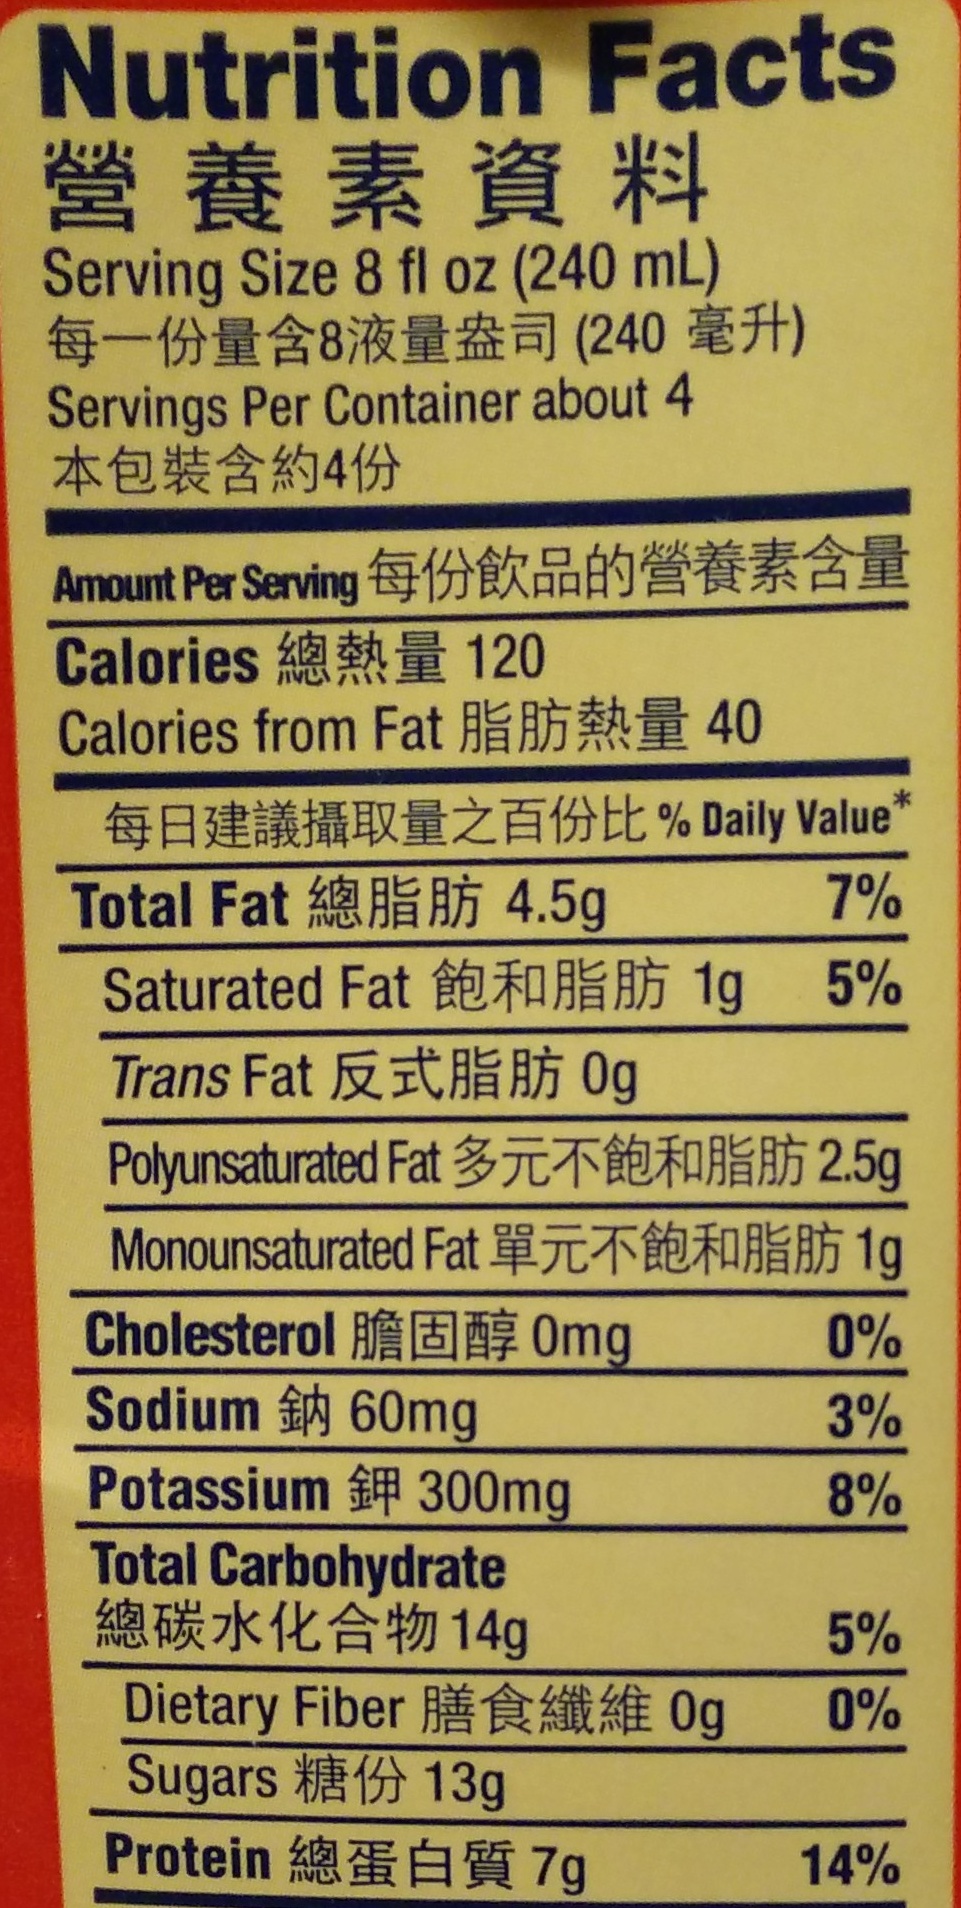 Nutrition Facts
營養素資料
Serving Size 8 fl oz (240 mL)
每一份量含8液量盎司 (240 毫升)
Servings Per Container about 4
本包裝含約4份
Amount Per Serving 每份飲品的營養素含量
Calories 總熱量 120
Calories from Fat 脂肪熱量 40
每日建議攝取量之百份比 % Daily Value*
Total Fat 總脂肪 4.5g 7%
Saturated Fat 飽和脂肪 1g 5%
Trans Fat 反式脂肪 0g
Polyunsaturated Fat 多元不飽和脂肪 2.5g
Monounsaturated Fat 單元不飽和脂肪 1g
Cholesterol 膽固醇 0mg 0%
Sodium 鈉 60mg 3%
Potassium 鉀 300mg 8%
Total Carbohydrate
總碳水化合物 14g 5%
Dietary Fiber 膳食纖維 0g 0%
Sugars 糖份 13g
Protein 總蛋白質 7g 14%